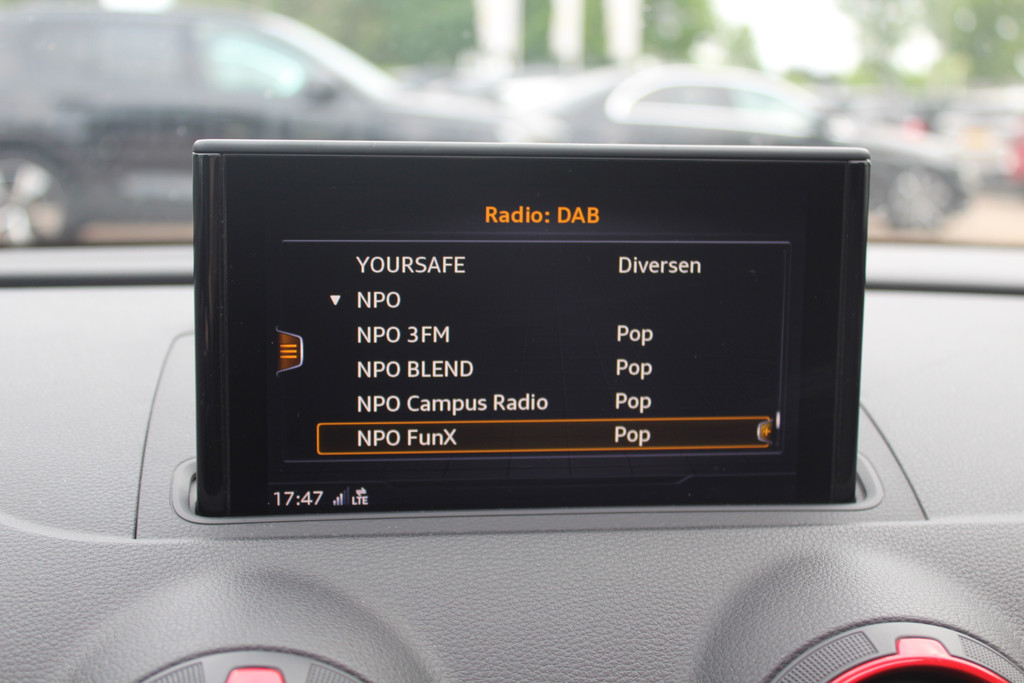 Radio: DAB
YOURSAFE Diversen
▼ NPO
NPO 3FM Pop
NPO BLEND Pop
NPO Campus Radio Pop
NPO FunX Pop
17:47 LTE